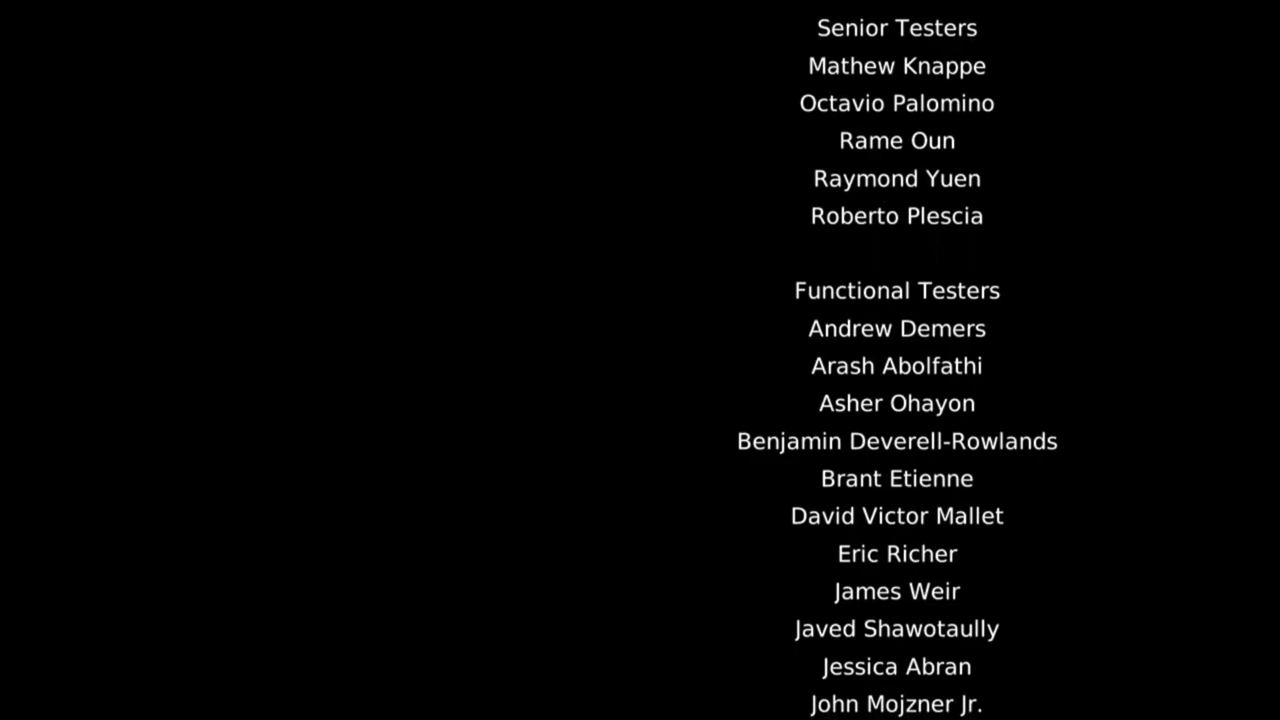 Senior Testers
Mathew Knappe
Octavio Palomino
Rame Oun
Raymond Yuen
Roberto Plescia
Functional Testers
Andrew Demers
Arash Abolfathi
Asher Ohayon
Benjamin Deverell-Rowlands
Brant Etienne
David Victor Mallet
Eric Richer
James Weir
Javed Shawotaully
Jessica Abran
John Mojzner Jr.